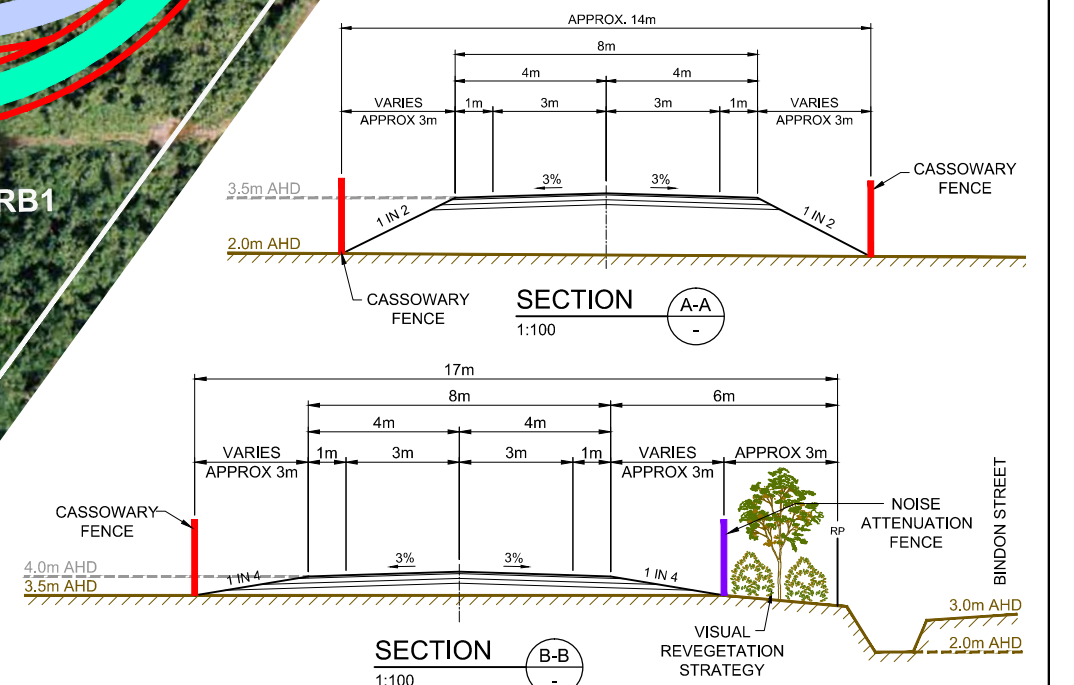 APPROX. 14m
8m
4m 4m
VARIES 1m 3m 3m 1m VARIES
APPROX 3m APPROX 3m
RB1
3.5m AHD
3% 3%
1 IN 2 1 IN 2
CASSOWARY
FENCE
2.0m AHD
CASSOWARY
FENCE
SECTION A-A
1:100 -
17m
8m 6m
4m 4m
VARIES 1m 3m 3m 1m VARIES APPROX 3m
APPROX 3m APPROX 3m
CASSOWARY
FENCE
NOISE
ATTENUATION
FENCE
RP
BINDON STREET
4.0m AHD
3.5m AHD
1 IN 4 3% 3% 1 IN 4
3.0m AHD
2.0m AHD
VISUAL
REVEGETATION
STRATEGY
SECTION B-B
1:100 -